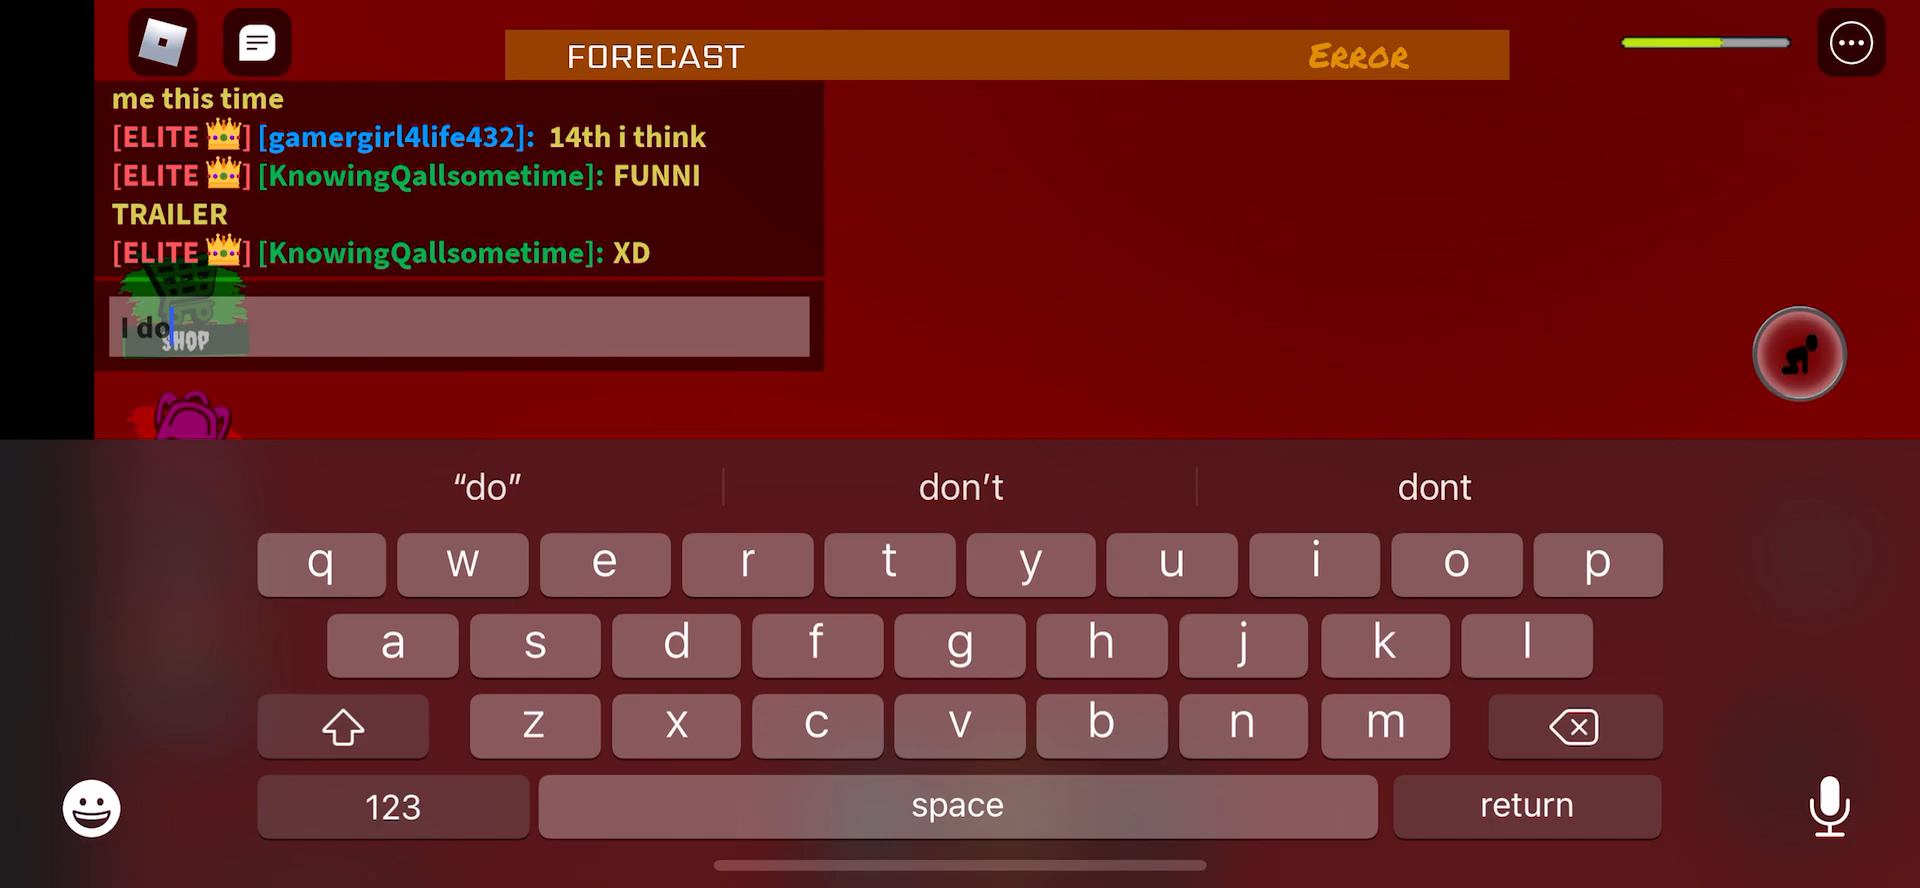 FORECAST Error
me this time
[ELITE 👑] [gamergirl4life432]: 14th i think
[ELITE 👑] [KnowingQallsometime]: FUNNI
TRAILER
[ELITE 👑] [KnowingQallsometime]: XD
I do
SHOP
“do” don’t dont
q w e r t y u i o p
a s d f g h j k l
z x c v b n m
123 space return